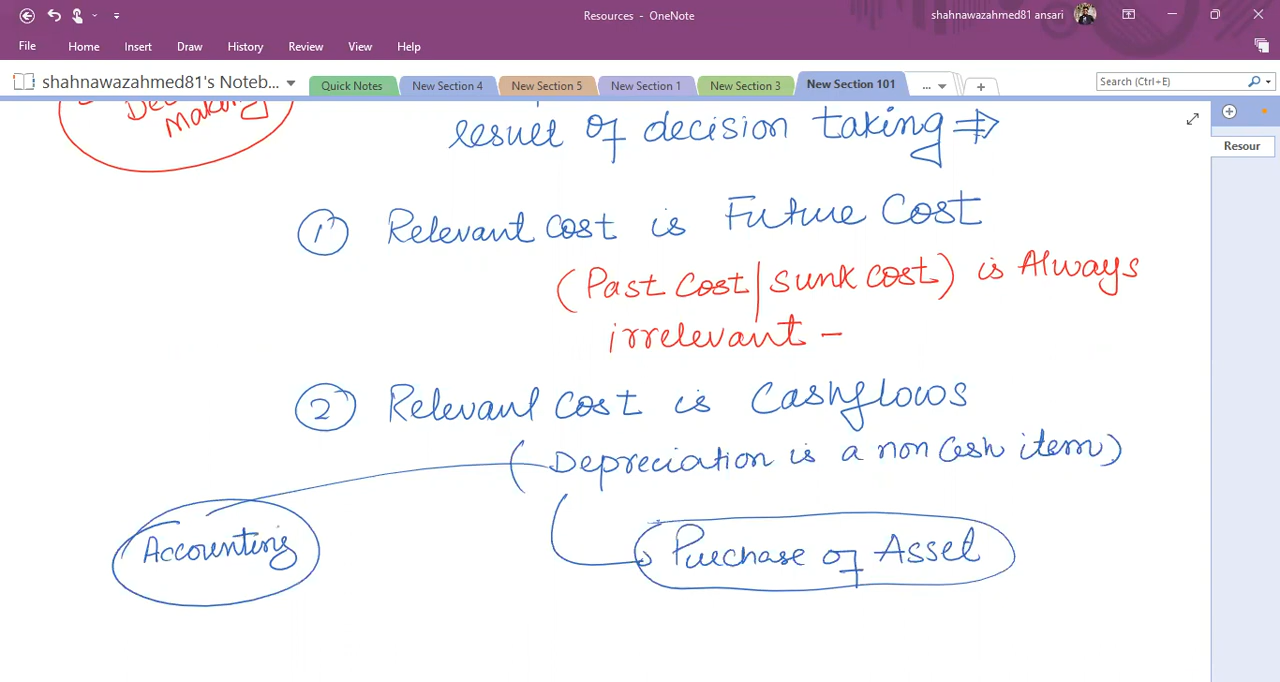 Resources - OneNote
shahnawazahmed81 ansari
File Home Insert Draw History Review View Help
shahnawazahmed81's Noteb...
Quick Notes New Section 4 New Section 5 New Section 1 New Section 3 New Section 101 ...
Search (Ctrl+E)
Resour
Making
result of decision taking ⇒
1 Relevant cost is Future Cost
(Past Cost | Sunk cost) is Always
irrelevant -
2 Relevant cost is Cashflows
(Depreciation is a non Cash item)
Accounting
Purchase of Asset